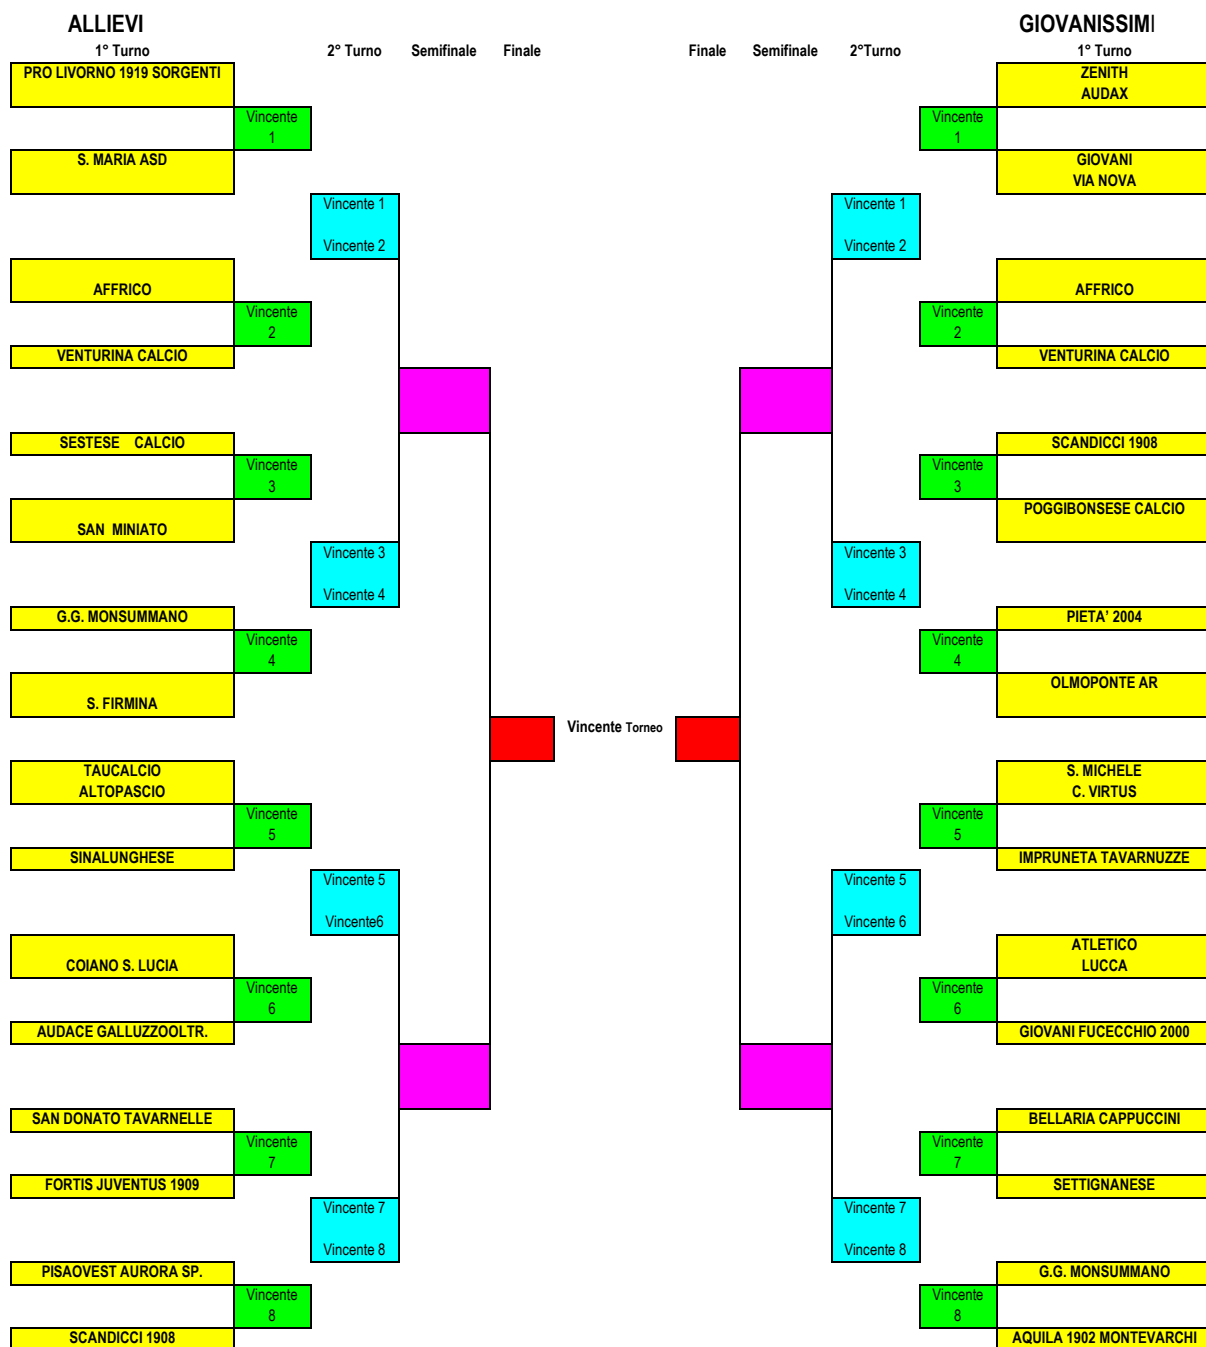 ALLIEVI GIOVANISSIMI
1° Turno 2° Turno Semifinale Finale Finale Semifinale 2°Turno 1° Turno
PRO LIVORNO 1919 SORGENTI ZENITH
AUDAX
Vincente Vincente
1 1
S. MARIA ASD GIOVANI
VIA NOVA
Vincente 1 Vincente 1
Vincente 2 Vincente 2
AFFRICO AFFRICO
Vincente Vincente
2 2
VENTURINA CALCIO VENTURINA CALCIO
SESTESE CALCIO SCANDICCI 1908
Vincente Vincente
3 3
POGGIBONSESE CALCIO
SAN MINIATO
Vincente 3 Vincente 3
Vincente 4 Vincente 4
G.G. MONSUMMANO PIETA’ 2004
Vincente Vincente
4 4
OLMOPONTE AR
S. FIRMINA
Vincente Torneo
TAUCALCIO S. MICHELE
ALTOPASCIO C. VIRTUS
Vincente Vincente
5 5
SINALUNGHESE IMPRUNETA TAVARNUZZE
Vincente 5 Vincente 5
Vincente6 Vincente 6
ATLETICO
COIANO S. LUCIA LUCCA
Vincente Vincente
6 6
AUDACE GALLUZZOOLTR. GIOVANI FUCECCHIO 2000
SAN DONATO TAVARNELLE BELLARIA CAPPUCCINI
Vincente Vincente
7 7
FORTIS JUVENTUS 1909 SETTIGNANESE
Vincente 7 Vincente 7
Vincente 8 Vincente 8
PISAOVEST AURORA SP. G.G. MONSUMMANO
Vincente Vincente
8 8
SCANDICCI 1908 AQUILA 1902 MONTEVARCHI